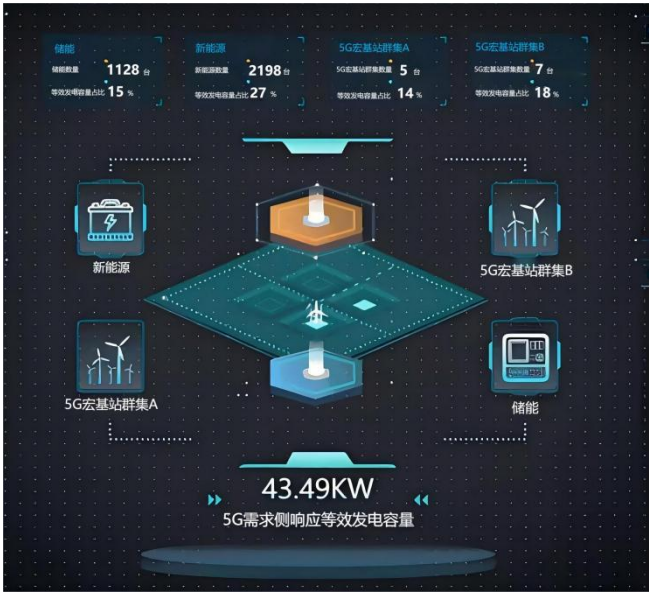 储能
储能数量 1128 台
等效发电容量占比 15 %
新能源
新能源数量 2198 台
等效发电容量占比 27 %
5G宏基站群集A
5G宏基站群集数量 5 台
等效发电容量占比 14 %
5G宏基站群集B
5G宏基站群集数量 7 台
等效发电容量占比 18 %
新能源
5G宏基站群集B
5G宏基站群集A
储能
43.49KW
5G需求侧响应等效发电容量